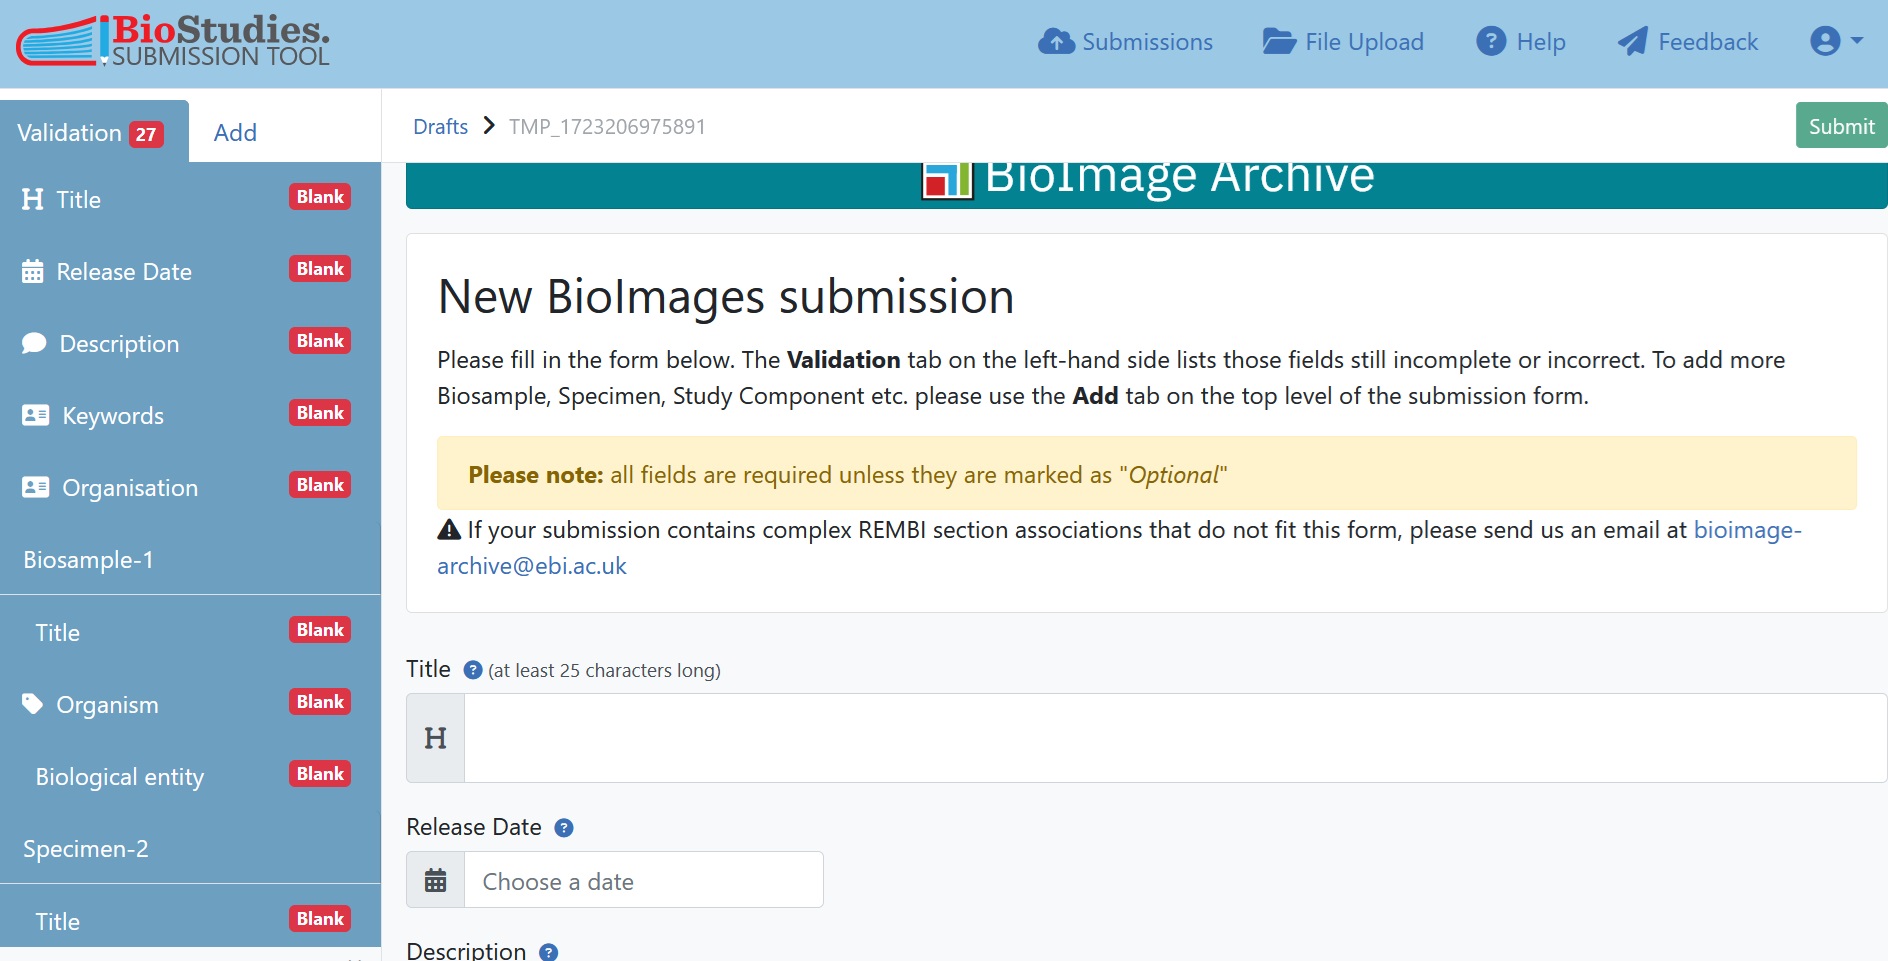 BioStudies.
SUBMISSION TOOL
Submissions
File Upload
Help
Feedback
Validation 27
Add
Drafts
TMP_1723206975891
Submit
Title Blank
Release Date Blank
Description Blank
Keywords Blank
Organisation Blank
Biosample-1
Title Blank
Organism Blank
Biological entity Blank
Specimen-2
Title Blank
BioImage Archive
New BioImages submission
Please fill in the form below. The Validation tab on the left-hand side lists those fields still incomplete or incorrect. To add more
Biosample, Specimen, Study Component etc. please use the Add tab on the top level of the submission form.
Please note: all fields are required unless they are marked as "Optional"
If your submission contains complex REMBI section associations that do not fit this form, please send us an email at bioimage-
archive@ebi.ac.uk
Title (at least 25 characters long)
Release Date
Choose a date
Description